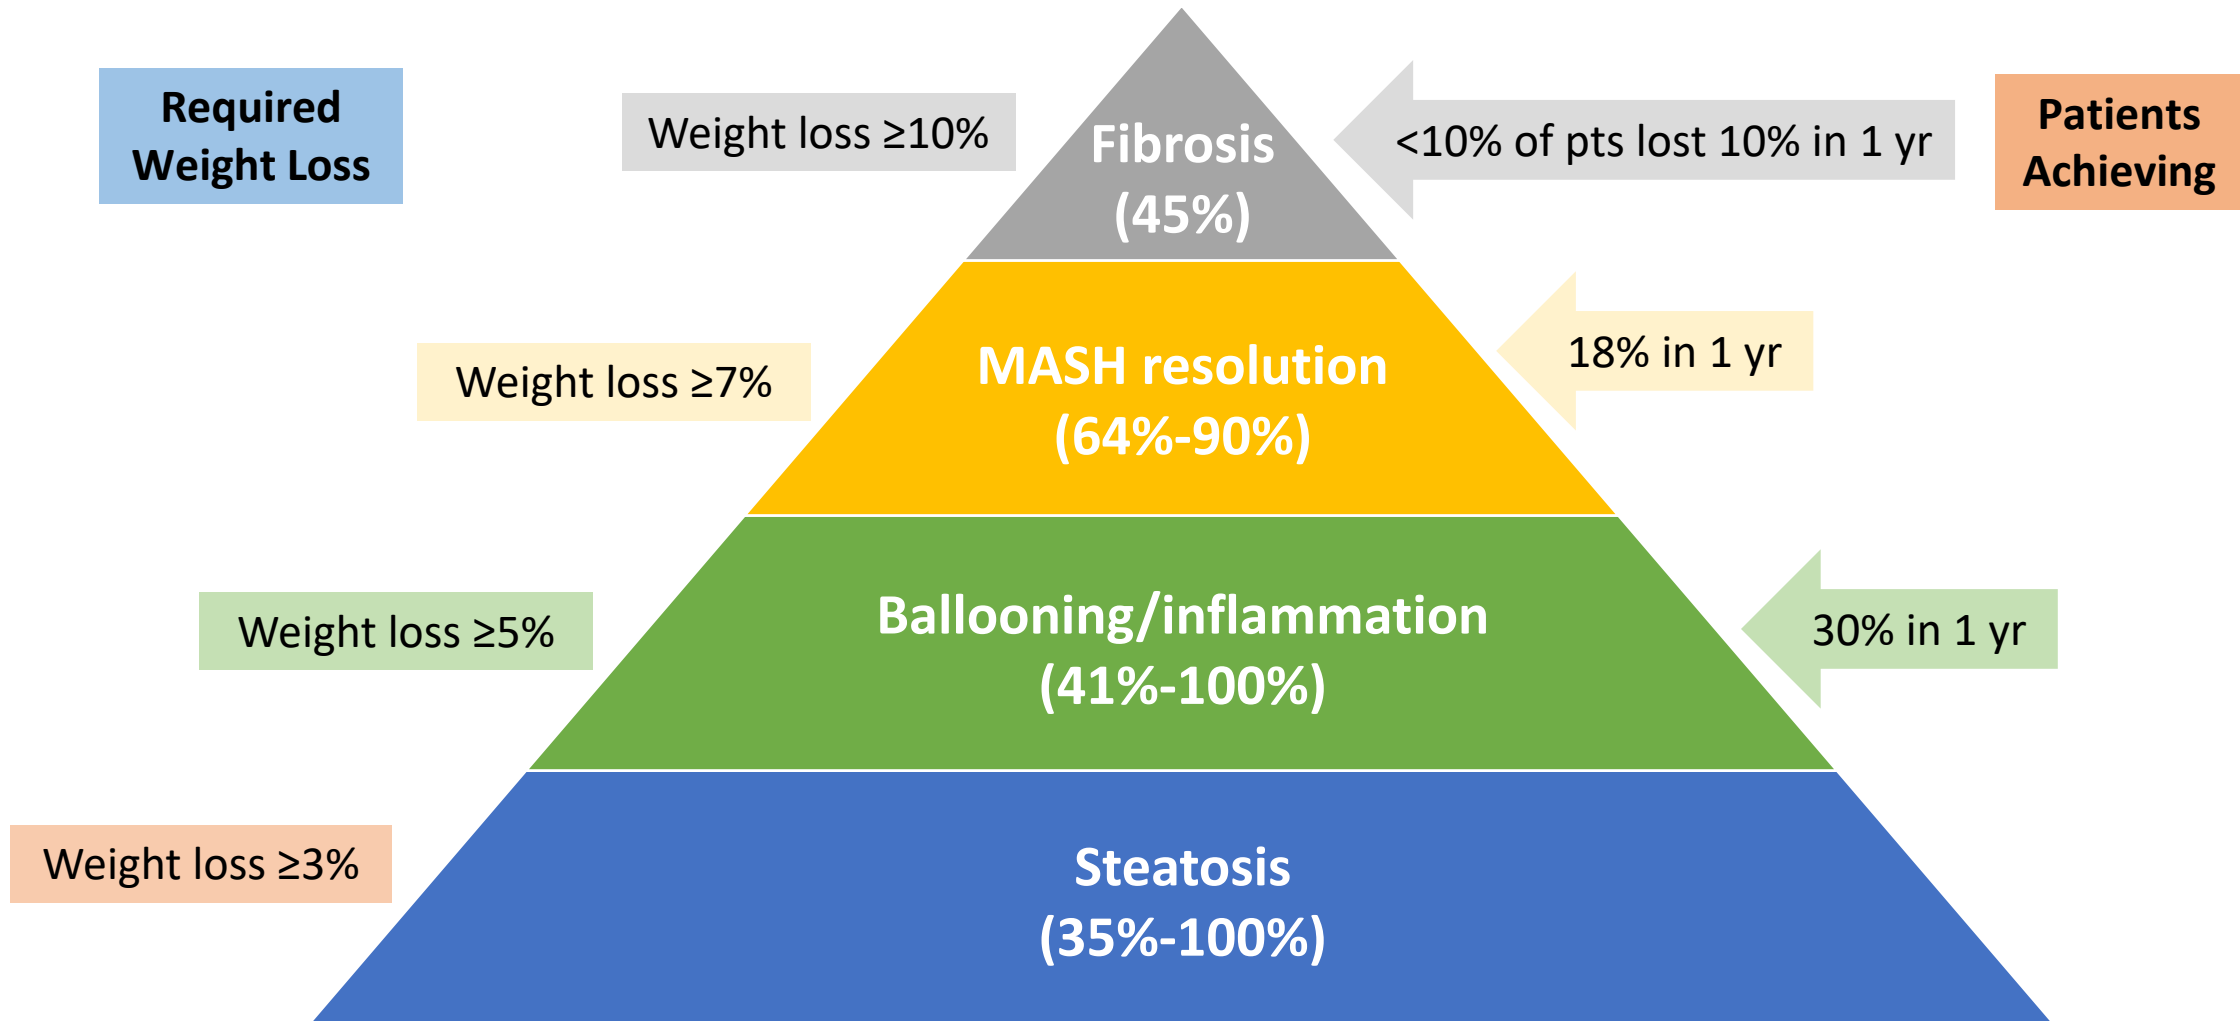 Required
Weight Loss
Weight loss ≥10%
Fibrosis
(45%)
<10% of pts lost 10% in 1 yr
Patients
Achieving
Weight loss ≥7%
MASH resolution
(64%-90%)
18% in 1 yr
Weight loss ≥5%
Ballooning/inflammation
(41%-100%)
30% in 1 yr
Weight loss ≥3%
Steatosis
(35%-100%)